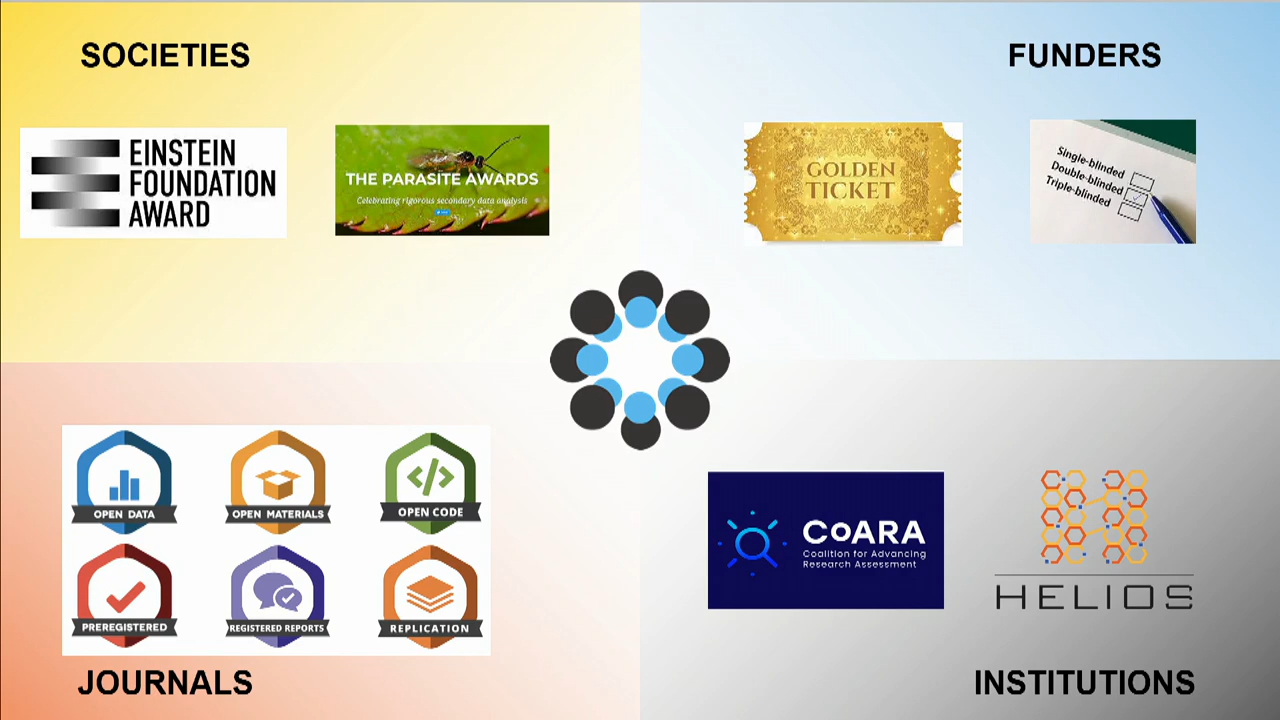 SOCIETIES
FUNDERS
EINSTEIN
FOUNDATION
AWARD
THE PARASITE AWARDS
Celebrating rigorous secondary data analysis
GOLDEN
TICKET
Single-blinded
Double-blinded
Triple-blinded
OPEN DATA
OPEN MATERIALS
OPEN CODE
PREREGISTERED
REGISTERED REPORTS
REPLICATION
CoARA
Coalition for Advancing
Research Assessment
HELIOS
JOURNALS
INSTITUTIONS